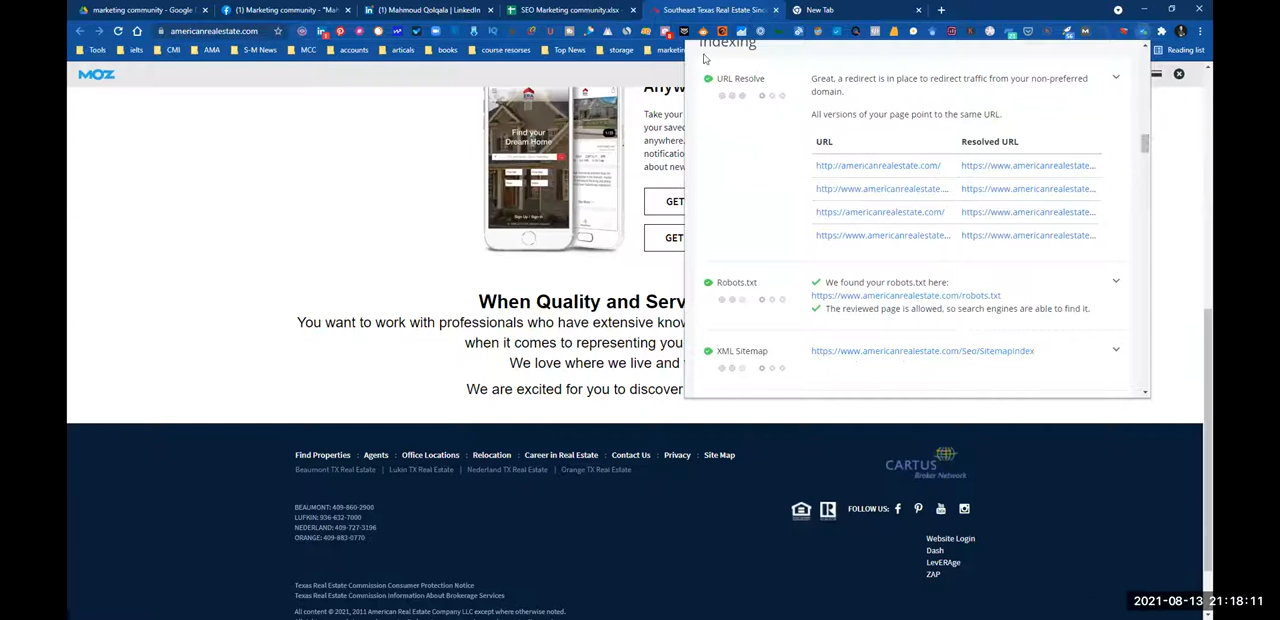 marketing community - Google
(1) Marketing community - "Mah
(1) Mahmoud Qolqala | LinkedIn
SEO Marketing community.xlsx
Southeast Texas Real Estate Sinc
New Tab
americanrealestate.com
Tools
ielts
CMI
AMA
S-M News
MCC
accounts
articals
books
course resorses
Top News
storage
marketin
Reading list
MOZ
Indexing
URL Resolve
Great, a redirect is in place to redirect traffic from your non-preferred
domain.
All versions of your page point to the same URL.
URL Resolved URL
http://americanrealestate.com/ https://www.americanrealestate...
http://www.americanrealestate.... https://www.americanrealestate...
https://americanrealestate.com/ https://www.americanrealestate...
https://www.americanrealestate... https://www.americanrealestate...
Robots.txt
We found your robots.txt here:
https://www.americanrealestate.com/robots.txt
The reviewed page is allowed, so search engines are able to find it.
XML Sitemap
https://www.americanrealestate.com/Seo/SitemapIndex
Find your
Dream Home
Take your
your saved
anywhere.
notification
about new
GET
GET
When Quality and Serv
You want to work with professionals who have extensive know
when it comes to representing you
We love where we live and
We are excited for you to discover
Find Properties : Agents : Office Locations : Relocation : Career in Real Estate : Contact Us : Privacy : Site Map
Beaumont TX Real Estate | Lukin TX Real Estate | Nederland TX Real Estate | Orange TX Real Estate
CARTUS
Broker Network
BEAUMONT: 409-860-2900
LUFKIN: 936-632-7000
NEDERLAND: 409-727-3196
ORANGE: 409-883-0770
FOLLOW US:
Website Login
Dash
LevERAge
ZAP
Texas Real Estate Commission Consumer Protection Notice
Texas Real Estate Commission Information About Brokerage Services
All content © 2021, 2011 American Real Estate Company LLC except where otherwise noted.
2021-08-13 21:18:11